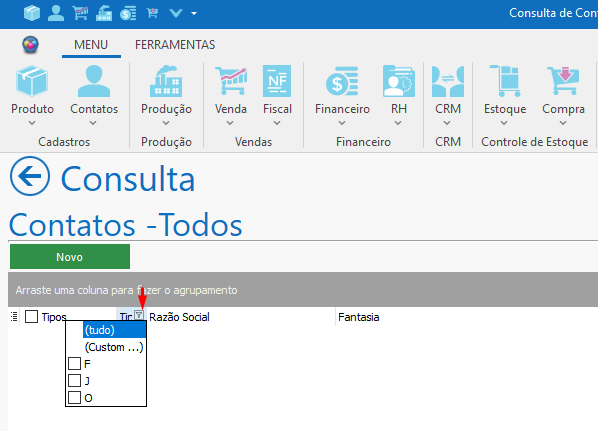 Consulta de Cont
MENU FERRAMENTAS
Produto Contatos Produção Venda Fiscal Financeiro RH CRM Estoque Compra
NF
Cadastros Produção Vendas Financeiro CRM Controle de Estoque
Consulta
Contatos -Todos
Novo
Arraste uma coluna para fazer o agrupamento
Tipos Tip Razão Social Fantasia
(tudo)
(Custom ...)
F
J
O